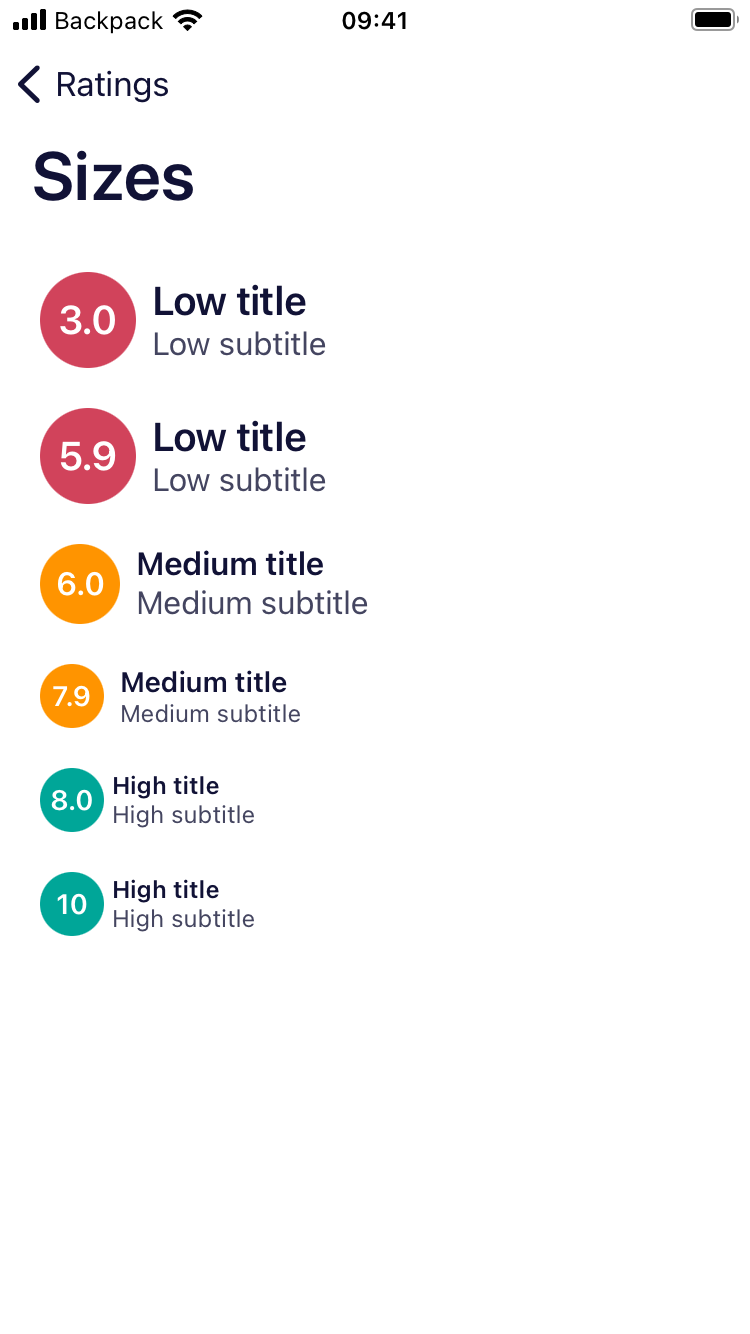 Backpack 09:41
Ratings
Sizes
3.0 Low title
Low subtitle
5.9 Low title
Low subtitle
6.0 Medium title
Medium subtitle
7.9 Medium title
Medium subtitle
8.0 High title
High subtitle
10 High title
High subtitle